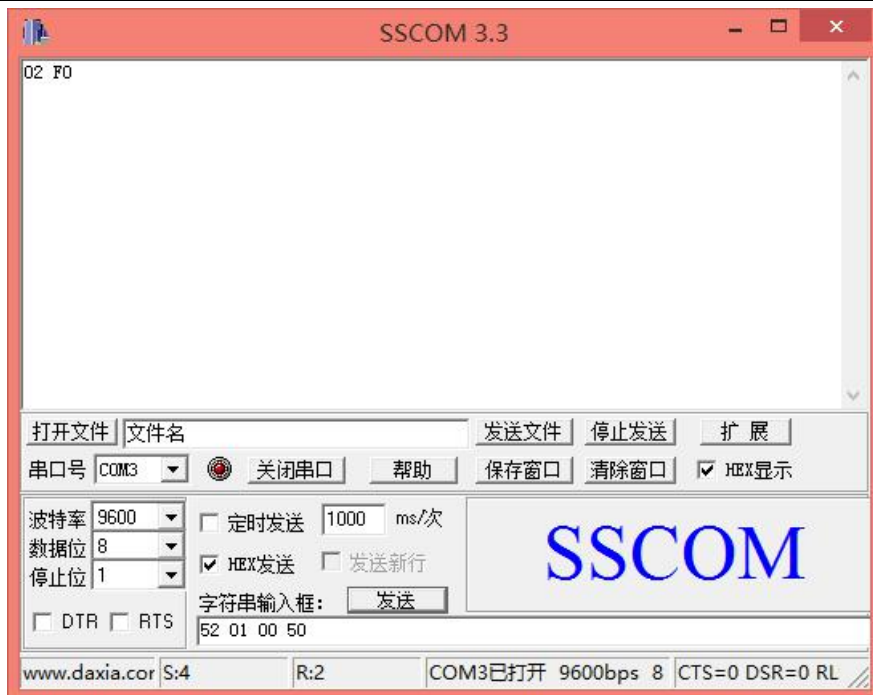 SSCOM 3.3
02 F0
打开文件 文件名 发送文件 停止发送 扩 展
串口号 COM3 关闭串口 帮助 保存窗口 清除窗口 HEX显示
波特率 9600 定时发送 1000 ms/次
数据位 8 HEX发送 发送新行
停止位 1
字符串输入框： 发送
DTR RTS
52 01 00 50
SSCOM
www.daxia.cor S:4 R:2 COM3已打开 9600bps 8 CTS=0 DSR=0 RL